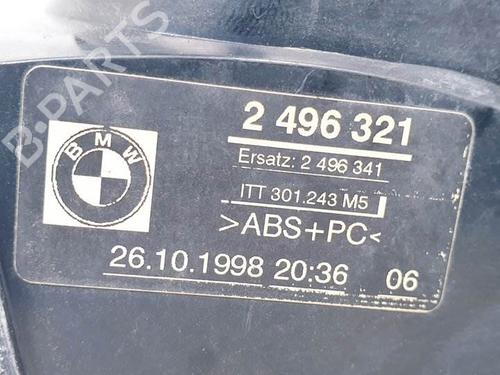 B-PARTS
BMW
2 496 321
Ersatz: 2 496 341
ITT 301.243 M5
>ABS+PC<
26.10.1998 20:36 06